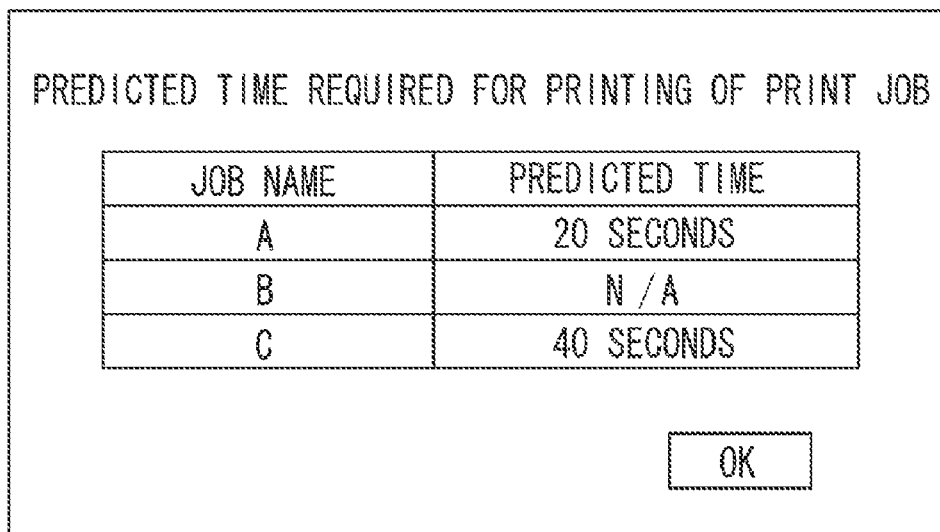 PREDICTED TIME REQUIRED FOR PRINTING OF PRINT JOB
JOB NAME PREDICTED TIME
A 20 SECONDS
B N/A
C 40 SECONDS
OK